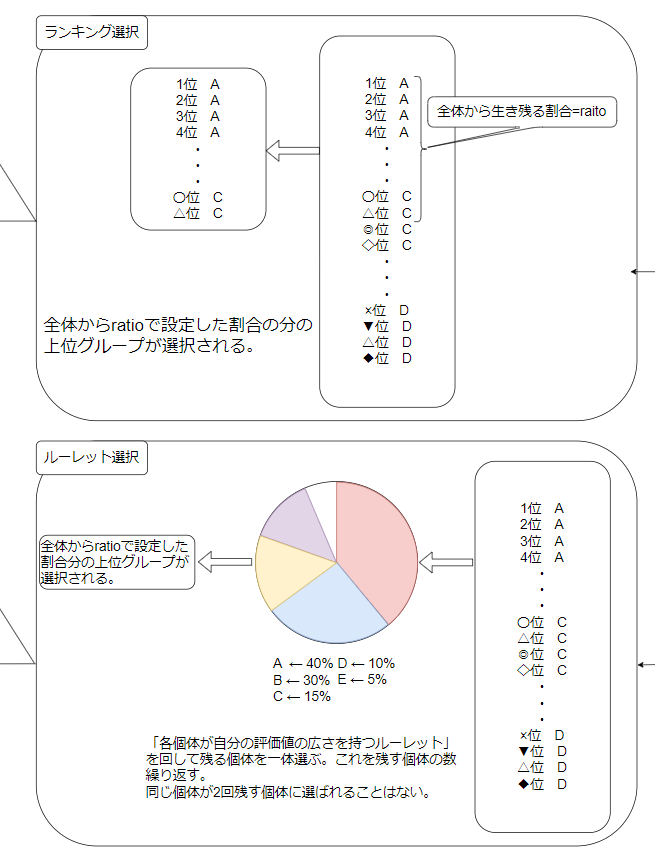 ランキング選択
1位 A
2位 A
3位 A
4位 A
・
・
・
〇位 C
△位 C
1位 A
2位 A
3位 A
4位 A
・
・
・
〇位 C
△位 C
◎位 C
◇位 C
・
・
・
×位 D
▼位 D
△位 D
◆位 D
全体から生き残る割合=raito
全体からratioで設定した割合の分の
上位グループが選択される。
ルーレット選択
全体からratioで設定した
割合分の上位グループが
選択される。
A ←40% D ←10%
B ←30% E ←5%
C ←15%
1位 A
2位 A
3位 A
4位 A
・
・
・
〇位 C
△位 C
◎位 C
◇位 C
・
・
・
×位 D
▼位 D
△位 D
◆位 D
「各個体が自分の評価値の広さを持つルーレット」
を回して残る個体を一体選ぶ。これを残す個体の数
繰り返す。
同じ個体が2回残す個体に選ばれることはない。